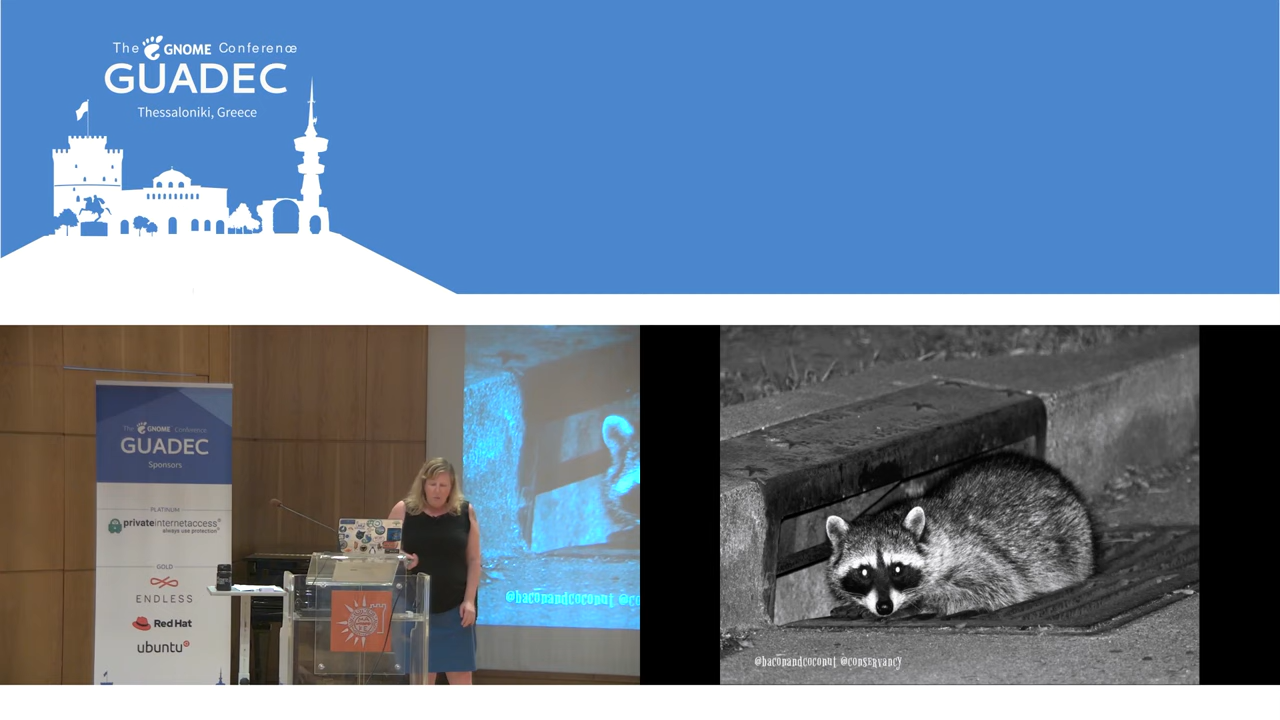 The GNOME Conference
GUADEC
Thessaloniki, Greece
The GNOME Conference
GUADEC
Sponsors
PLATINUM
privateinternetaccess®
always use protection®
GOLD
ENDLESS
Red Hat
ubuntu®
@baconandcoconut @co
@baconandcoconut @conservancy